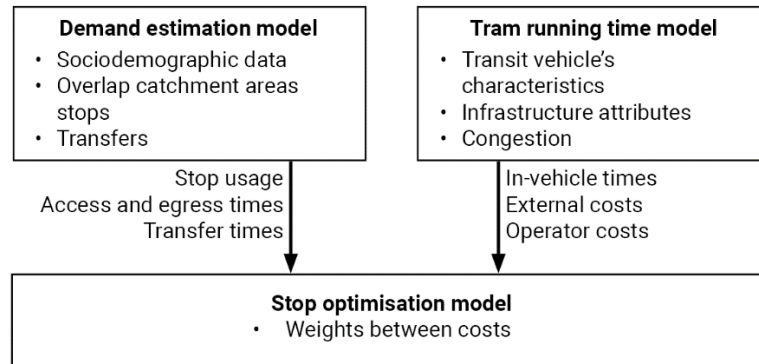 Demand estimation model
• Sociodemographic data
• Overlap catchment areas
stops
• Transfers
Tram running time model
• Transit vehicle's
characteristics
• Infrastructure attributes
• Congestion
Stop usage
Access and egress times
Transfer times
In-vehicle times
External costs
Operator costs
Stop optimisation model
• Weights between costs